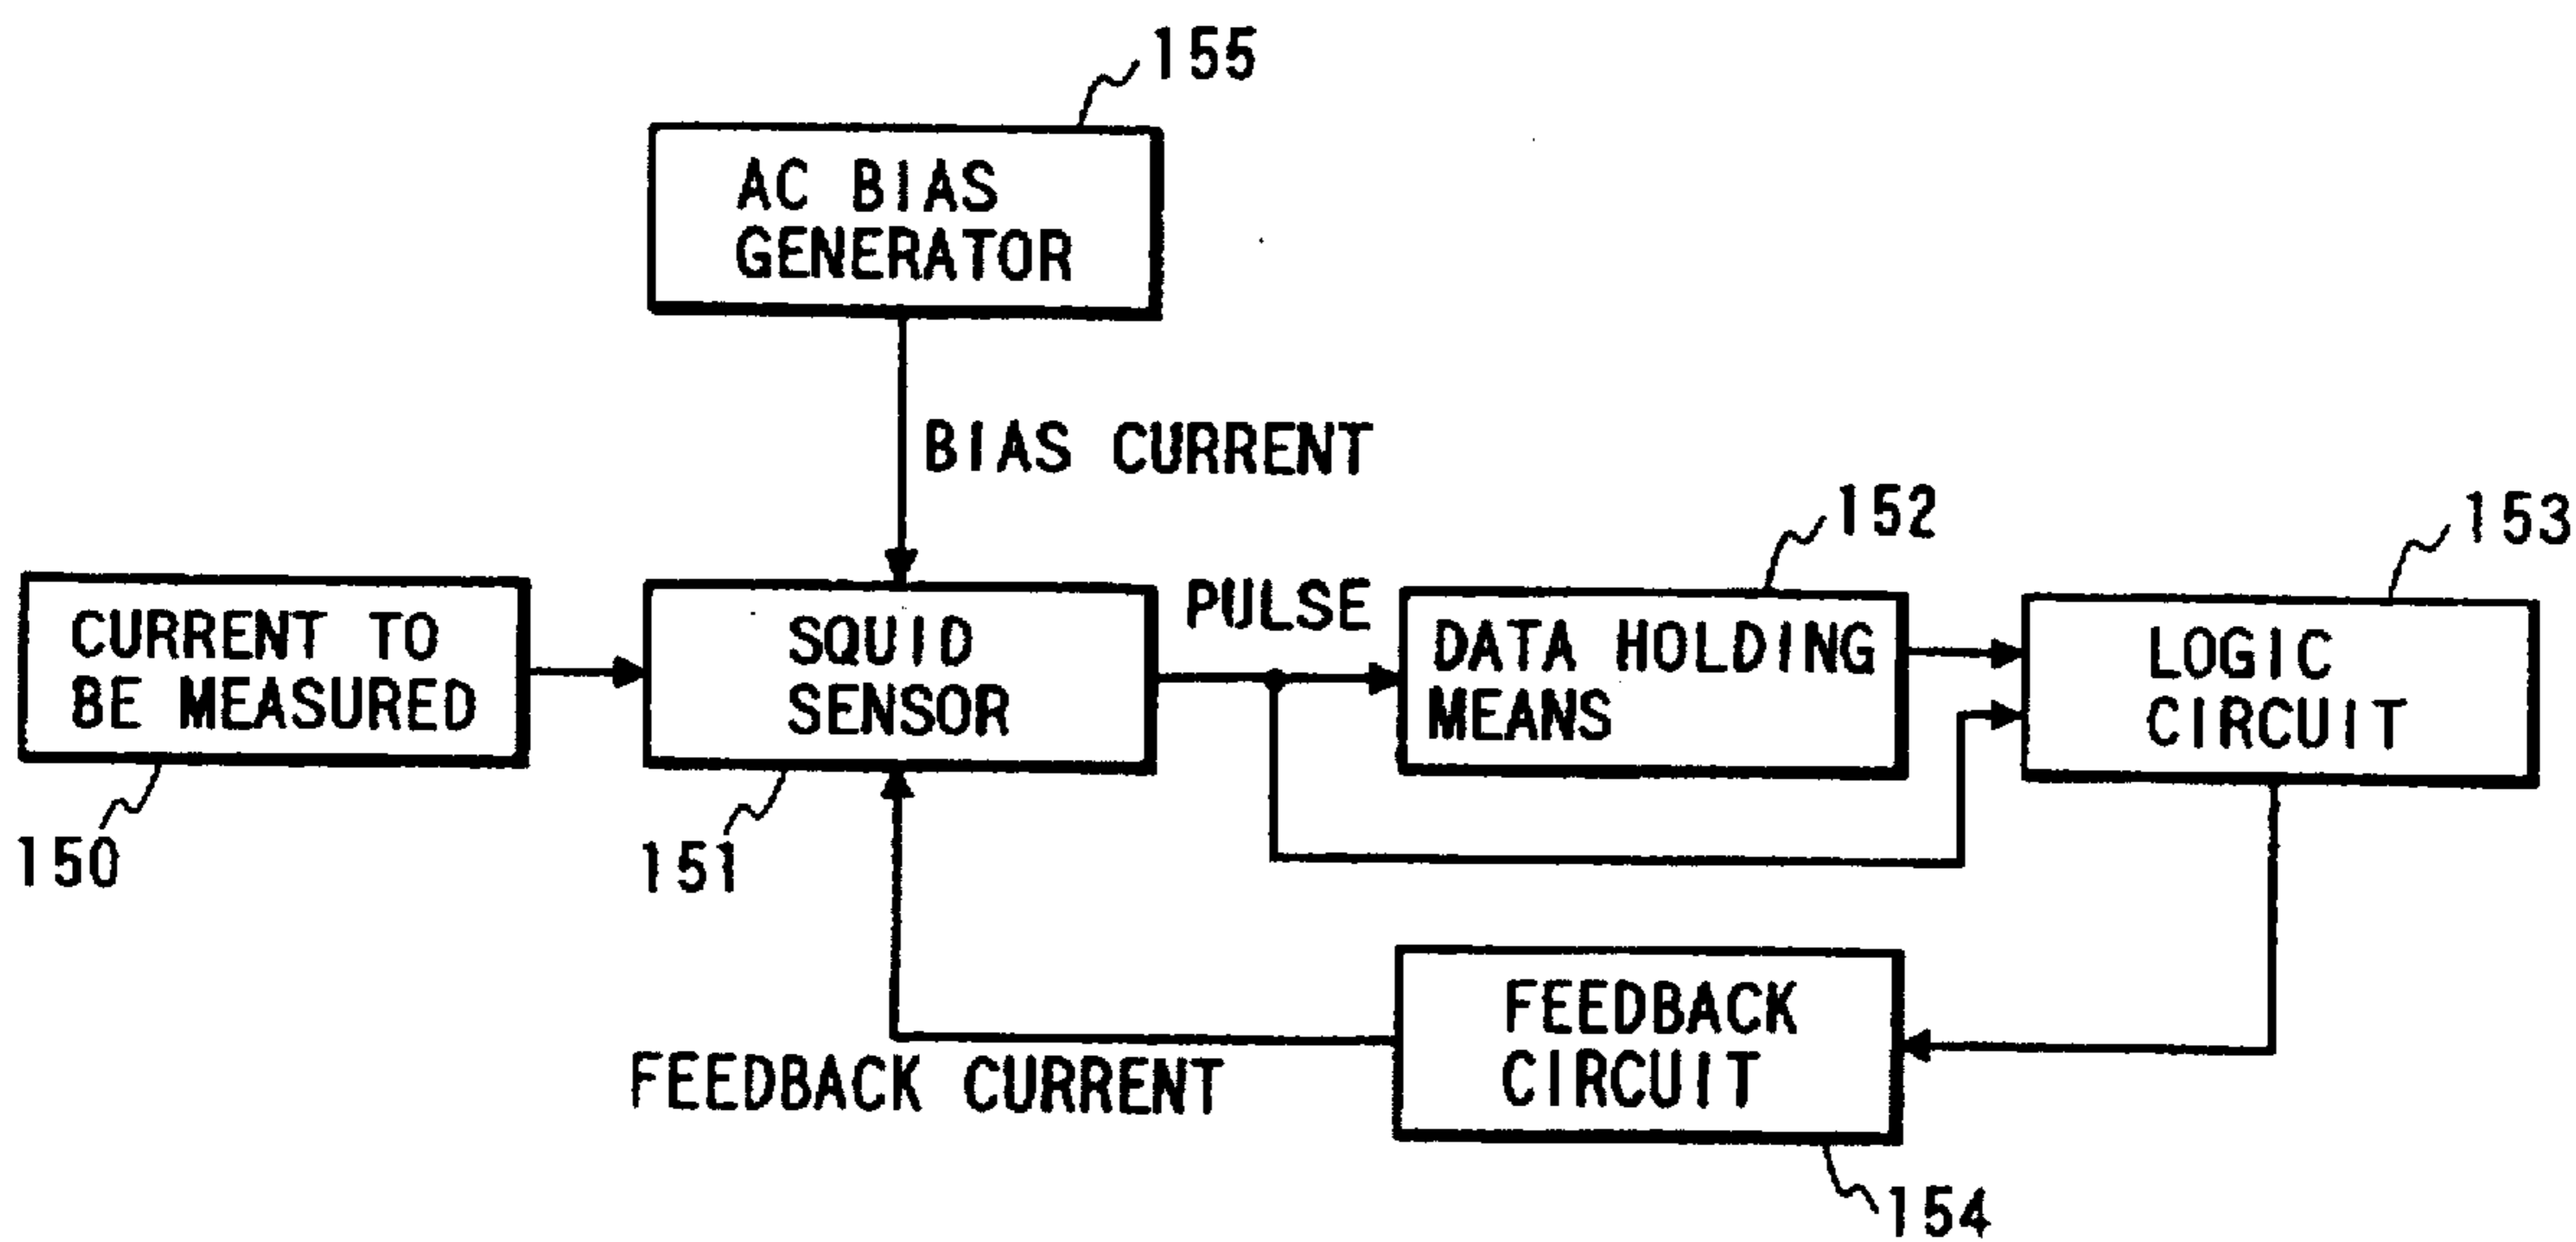 155
AC BIAS
GENERATOR
BIAS CURRENT
152
153
CURRENT TO
BE MEASURED
SQUID
SENSOR
PULSE
DATA HOLDING
MEANS
LOGIC
CIRCUIT
150
151
FEEDBACK CURRENT
FEEDBACK
CIRCUIT
154